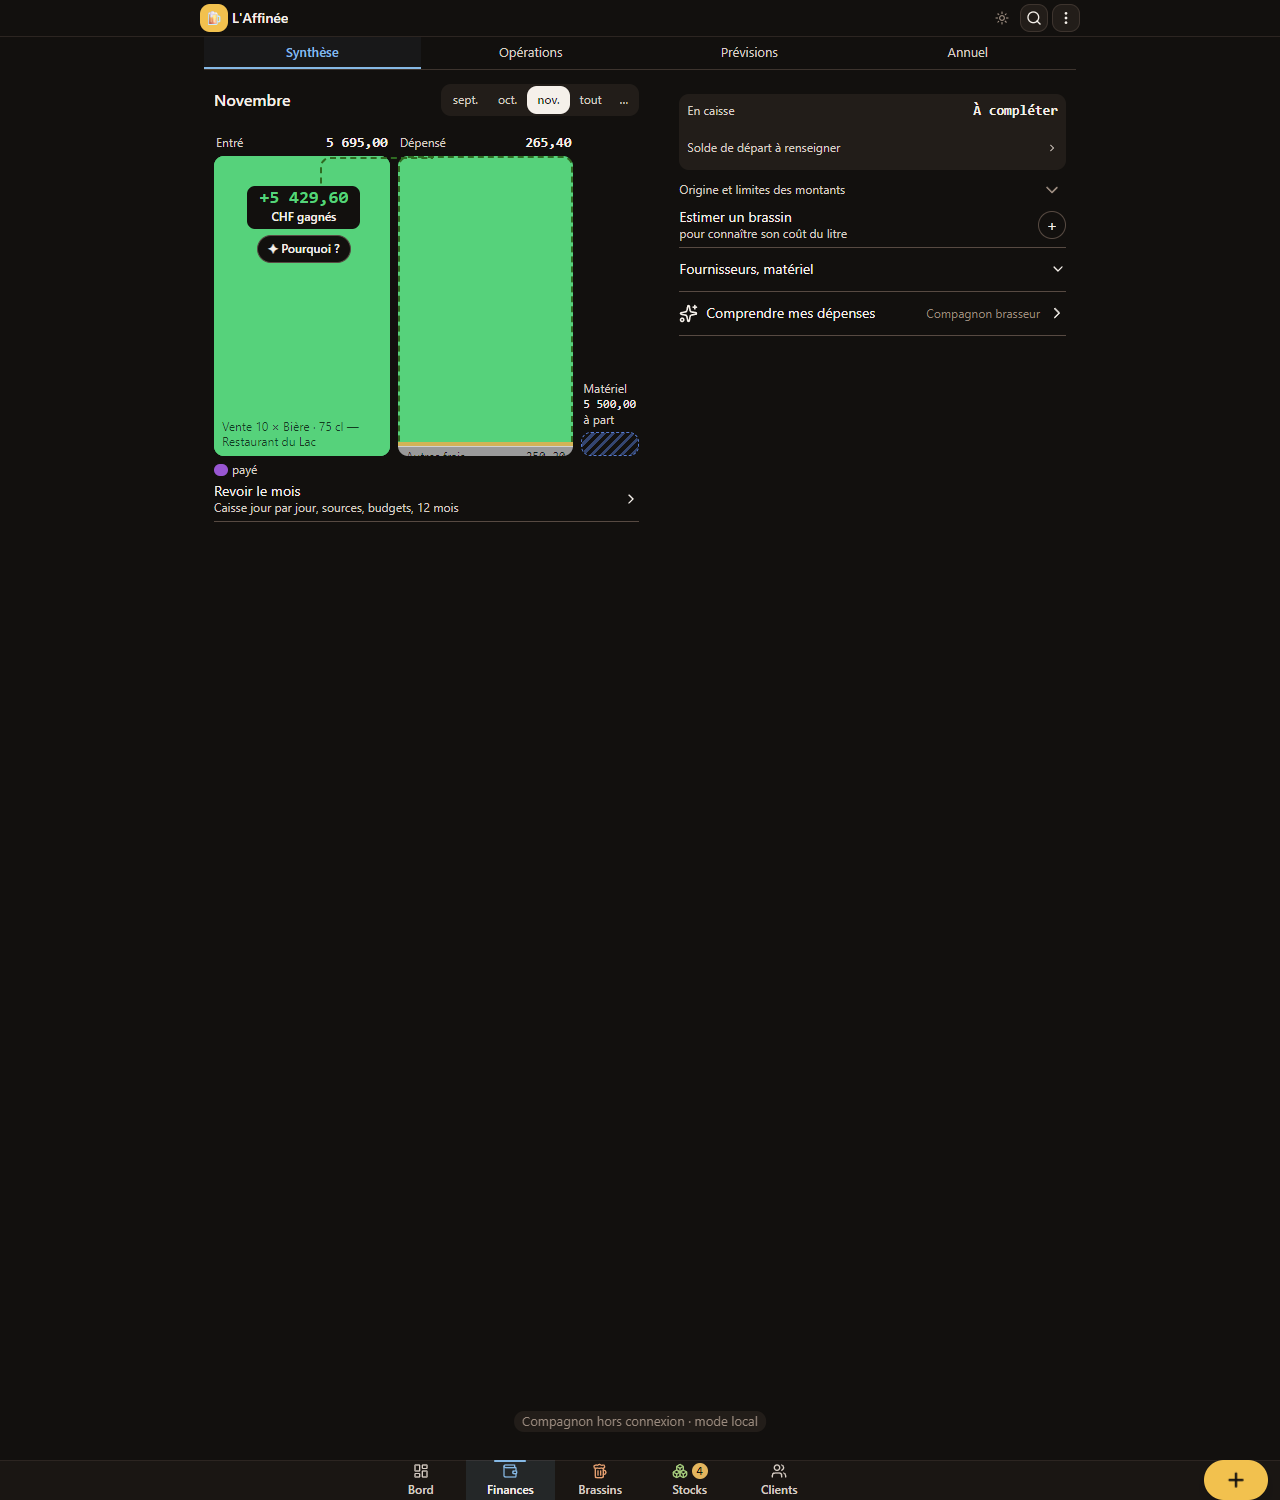 L'Affinée
Synthèse
Opérations
Prévisions
Annuel
Novembre
sept.
oct.
nov.
tout
...
Entré
5 695,00
Dépensé
265,40
+5 429,60
CHF gagnés
✦ Pourquoi ?
Vente 10 × Bière · 75 cl —
Restaurant du Lac
Matériel
5 500,00
à part
payé
Revoir le mois
Caisse jour par jour, sources, budgets, 12 mois
En caisse
À compléter
Solde de départ à renseigner
Origine et limites des montants
Estimer un brassin
pour connaître son coût du litre
+
Fournisseurs, matériel
Comprendre mes dépenses
Compagnon brasseur
Compagnon hors connexion · mode local
Bord
Finances
Brassins
4
Stocks
Clients
+